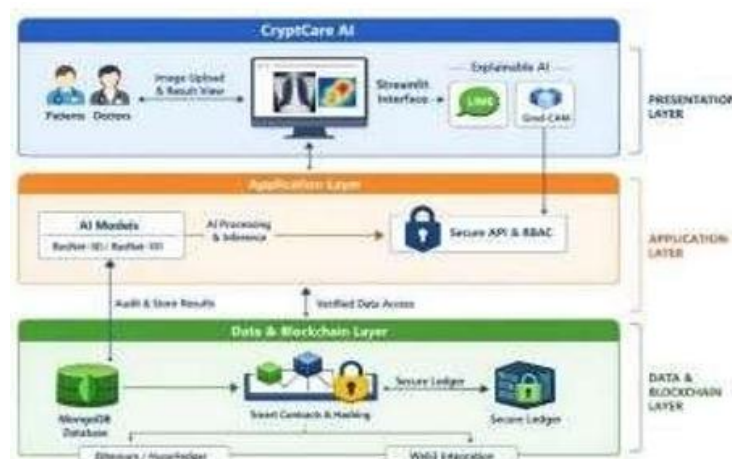 CryptCare AI
Explainable AI
Image Upload
& Result View
Streamlit
Interface
LIME
Grad-CAM
Patients
Doctors
PRESENTATION
LAYER
Application Layer
AI Models
AI Processing
& Inference
Secure API & RBAC
APPLICATION
LAYER
Audit & Store Results
Verified Data Access
Data & Blockchain Layer
Secure Ledger
MongoDB
Database
Smart Contracts & Hashing
Secure Ledger
DATA &
BLOCKCHAIN
LAYER
Web3 Integration